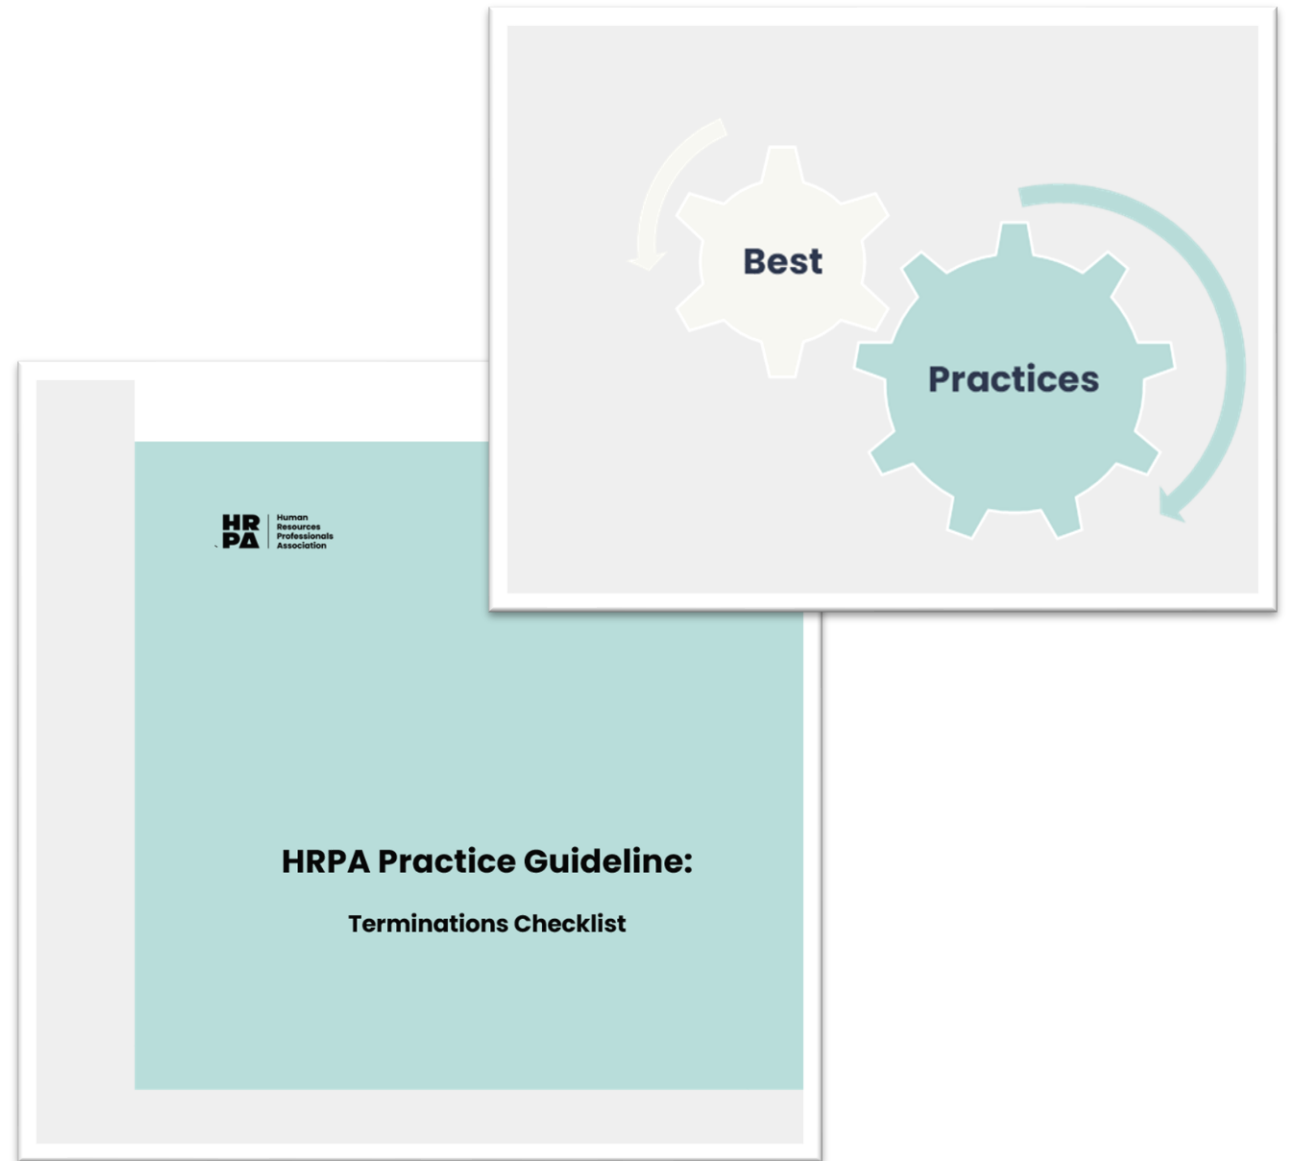 Best
Practices
HR
PA
Human
Resources
Professionals
Association
HRPA Practice Guideline:
Terminations Checklist